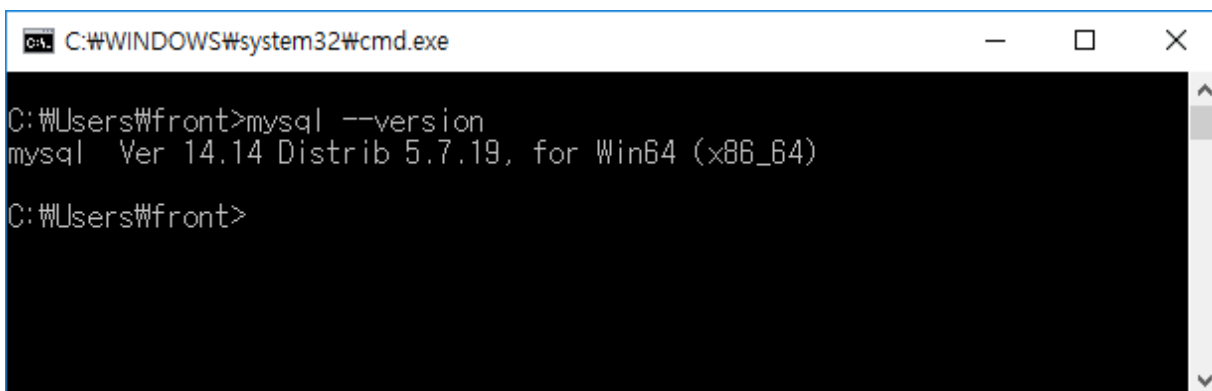 C:₩WINDOWS₩system32₩cmd.exe
C:₩Users₩front>mysql --version
mysql  Ver 14.14 Distrib 5.7.19, for Win64 (x86_64)
C:₩Users₩front>